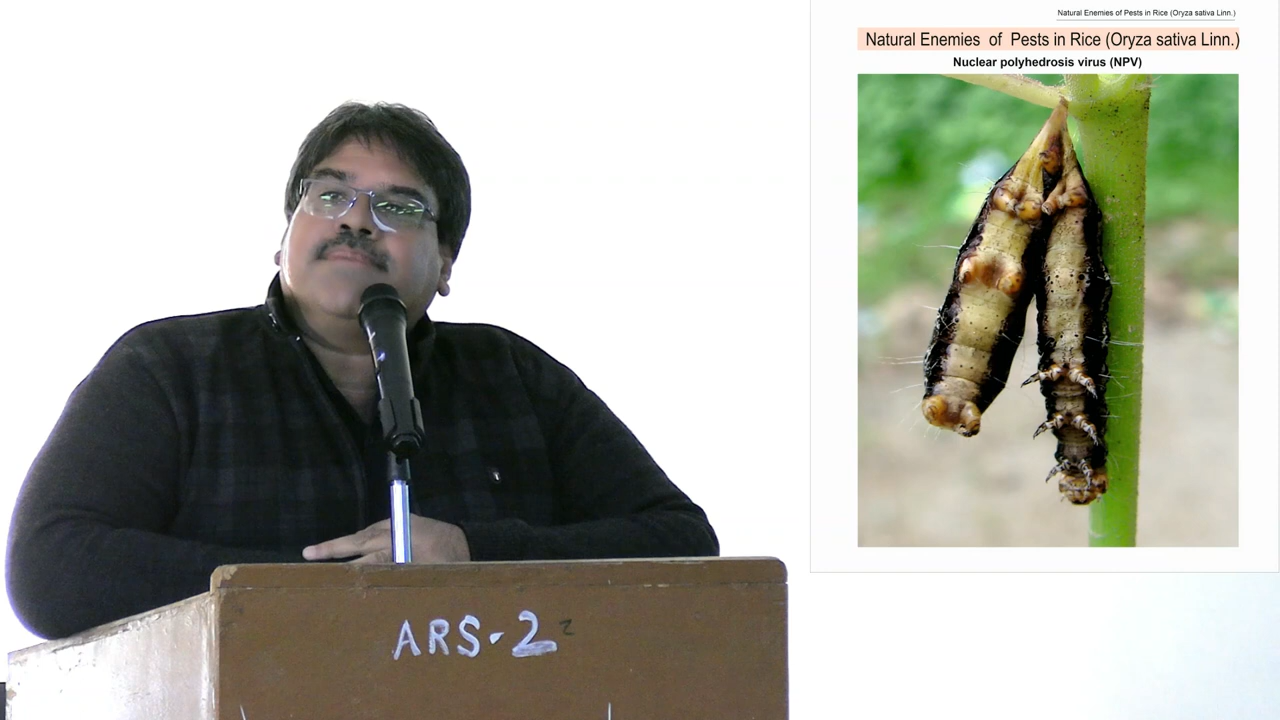 Natural Enemies of Pests in Rice (Oryza sativa Linn.)
Natural Enemies of Pests in Rice (Oryza sativa Linn.)
Nuclear polyhedrosis virus (NPV)
ARS-2 2